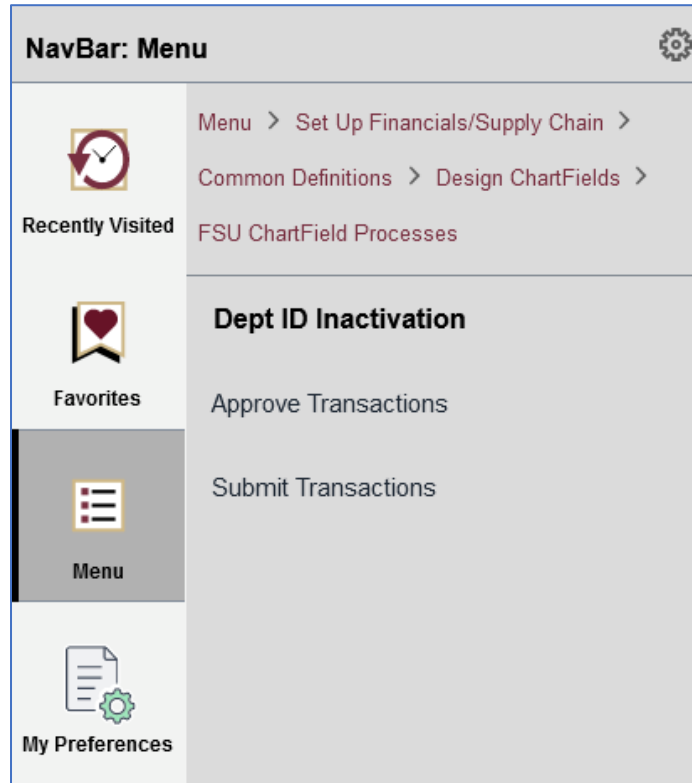 NavBar: Menu
Recently Visited
Favorites
Menu
My Preferences
Menu > Set Up Financials/Supply Chain >
Common Definitions > Design ChartFields >
FSU ChartField Processes
Dept ID Inactivation
Approve Transactions
Submit Transactions